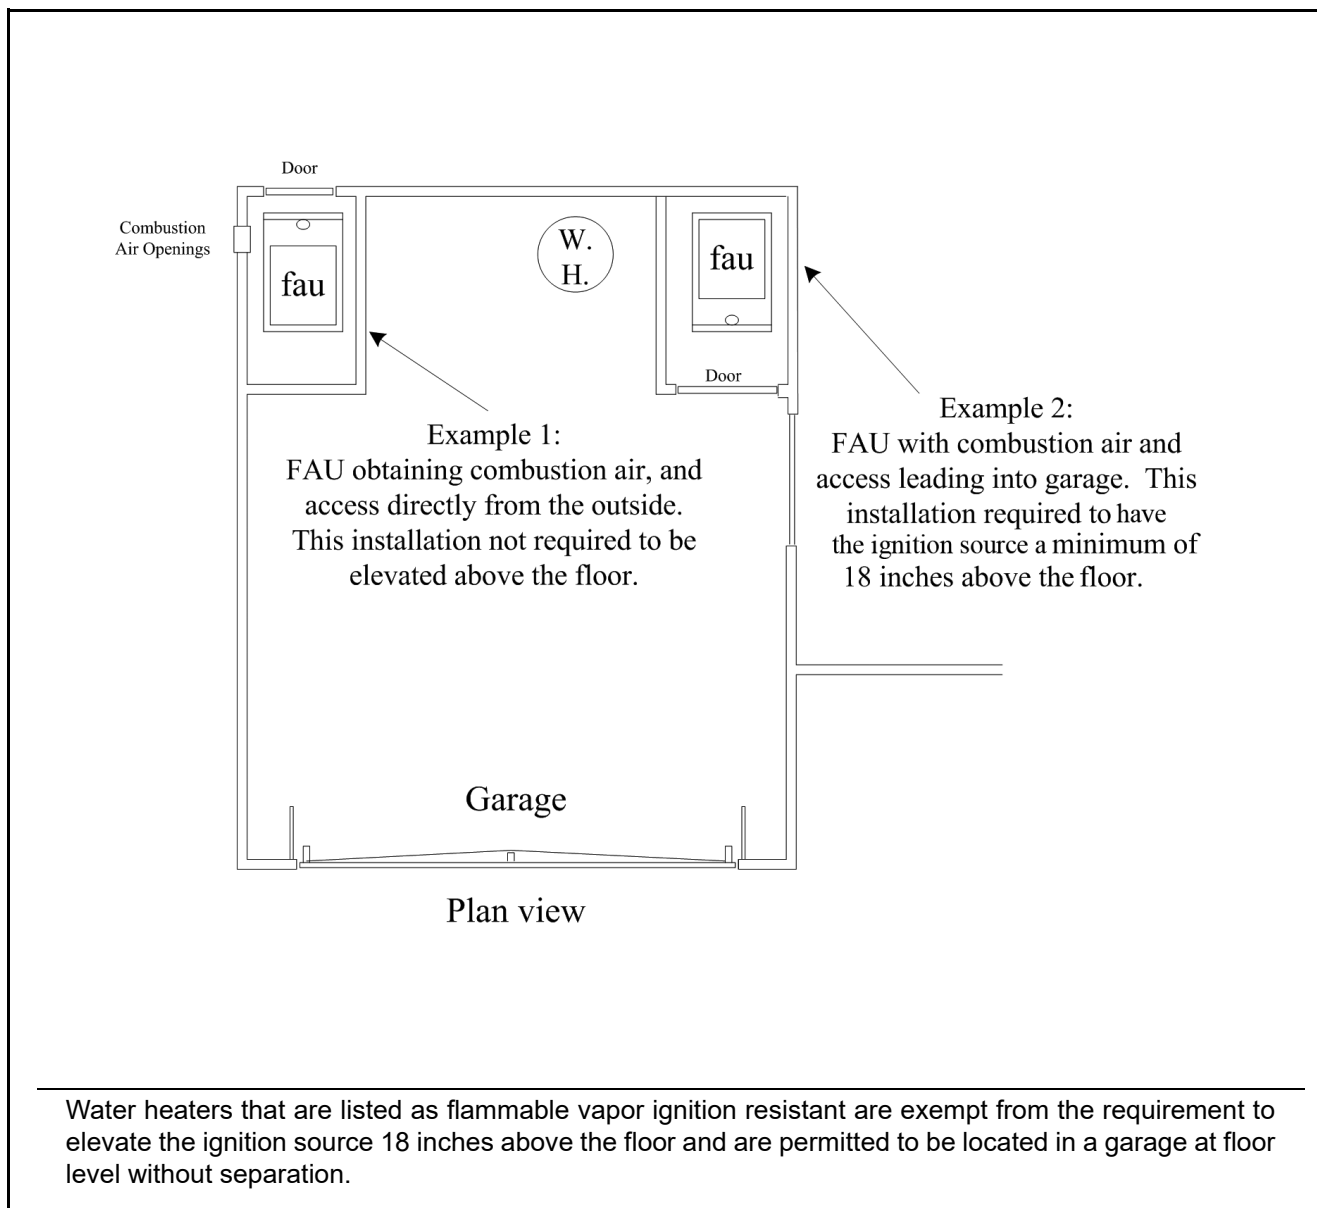 Door
Combustion
Air Openings
fau
W.
H.
fau
Door
Example 1:
FAU obtaining combustion air, and
access directly from the outside.
This installation not required to be
elevated above the floor.
Example 2:
FAU with combustion air and
access leading into garage. This
installation required to have
the ignition source a minimum of
18 inches above the floor.
Garage
Plan view
Water heaters that are listed as flammable vapor ignition resistant are exempt from the requirement to
elevate the ignition source 18 inches above the floor and are permitted to be located in a garage at floor
level without separation.